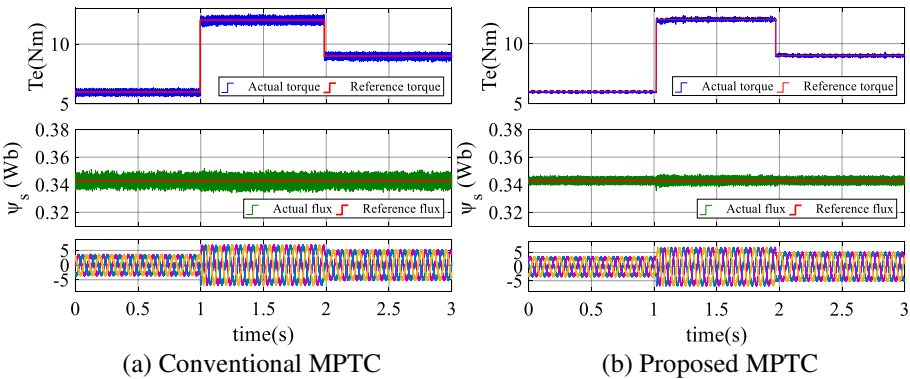 Te(Nm)
10
5
Actual torque
Reference torque
ψs (Wb)
0.38
0.36
0.34
0.32
Actual flux
Reference flux
5
0
-5
0 0.5 1 1.5 2 2.5 3
time(s)
(a) Conventional MPTC
Te(Nm)
10
5
Actual torque
Reference torque
ψs (Wb)
0.38
0.36
0.34
0.32
Actual flux
Reference flux
5
0
-5
0 0.5 1 1.5 2 2.5 3
time(s)
(b) Proposed MPTC